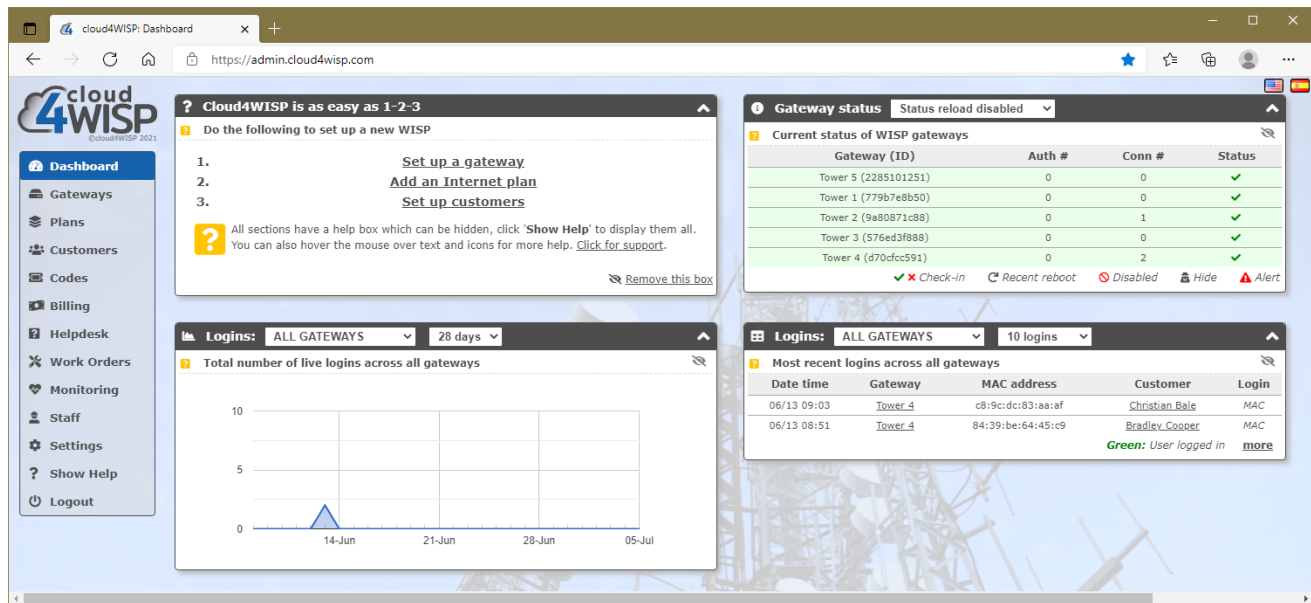 cloud4WISP: Dashboard
https://admin.cloud4wisp.com
cloud
4WISP
©cloud4WISP 2021
Dashboard
Gateways
Plans
Customers
Codes
Billing
Helpdesk
Work Orders
Monitoring
Staff
Settings
? Show Help
Logout
? Cloud4WISP is as easy as 1-2-3
? Do the following to set up a new WISP
1. Set up a gateway
2. Add an Internet plan
3. Set up customers
? All sections have a help box which can be hidden, click 'Show Help' to display them all.
You can also hover the mouse over text and icons for more help. Click for support.
Remove this box
Gateway status Status reload disabled
? Current status of WISP gateways
Gateway (ID) Auth # Conn # Status
Tower 5 (2285101251) 0 0 ✔
Tower 1 (779b7e8b50) 0 0 ✔
Tower 2 (9a80871c88) 0 1 ✔
Tower 3 (576ed3f888) 0 0 ✔
Tower 4 (d70cfcc591) 0 2 ✔
✔ ✖ Check-in Recent reboot Disabled Hide Alert
Logins: ALL GATEWAYS 28 days
? Total number of live logins across all gateways
10
5
0
14-Jun 21-Jun 28-Jun 05-Jul
Logins: ALL GATEWAYS 10 logins
? Most recent logins across all gateways
Date time Gateway MAC address Customer Login
06/13 09:03 Tower 4 c8:9c:dc:83:aa:af Christian Bale MAC
06/13 08:51 Tower 4 84:39:be:64:45:c9 Bradley Cooper MAC
Green: User logged in more